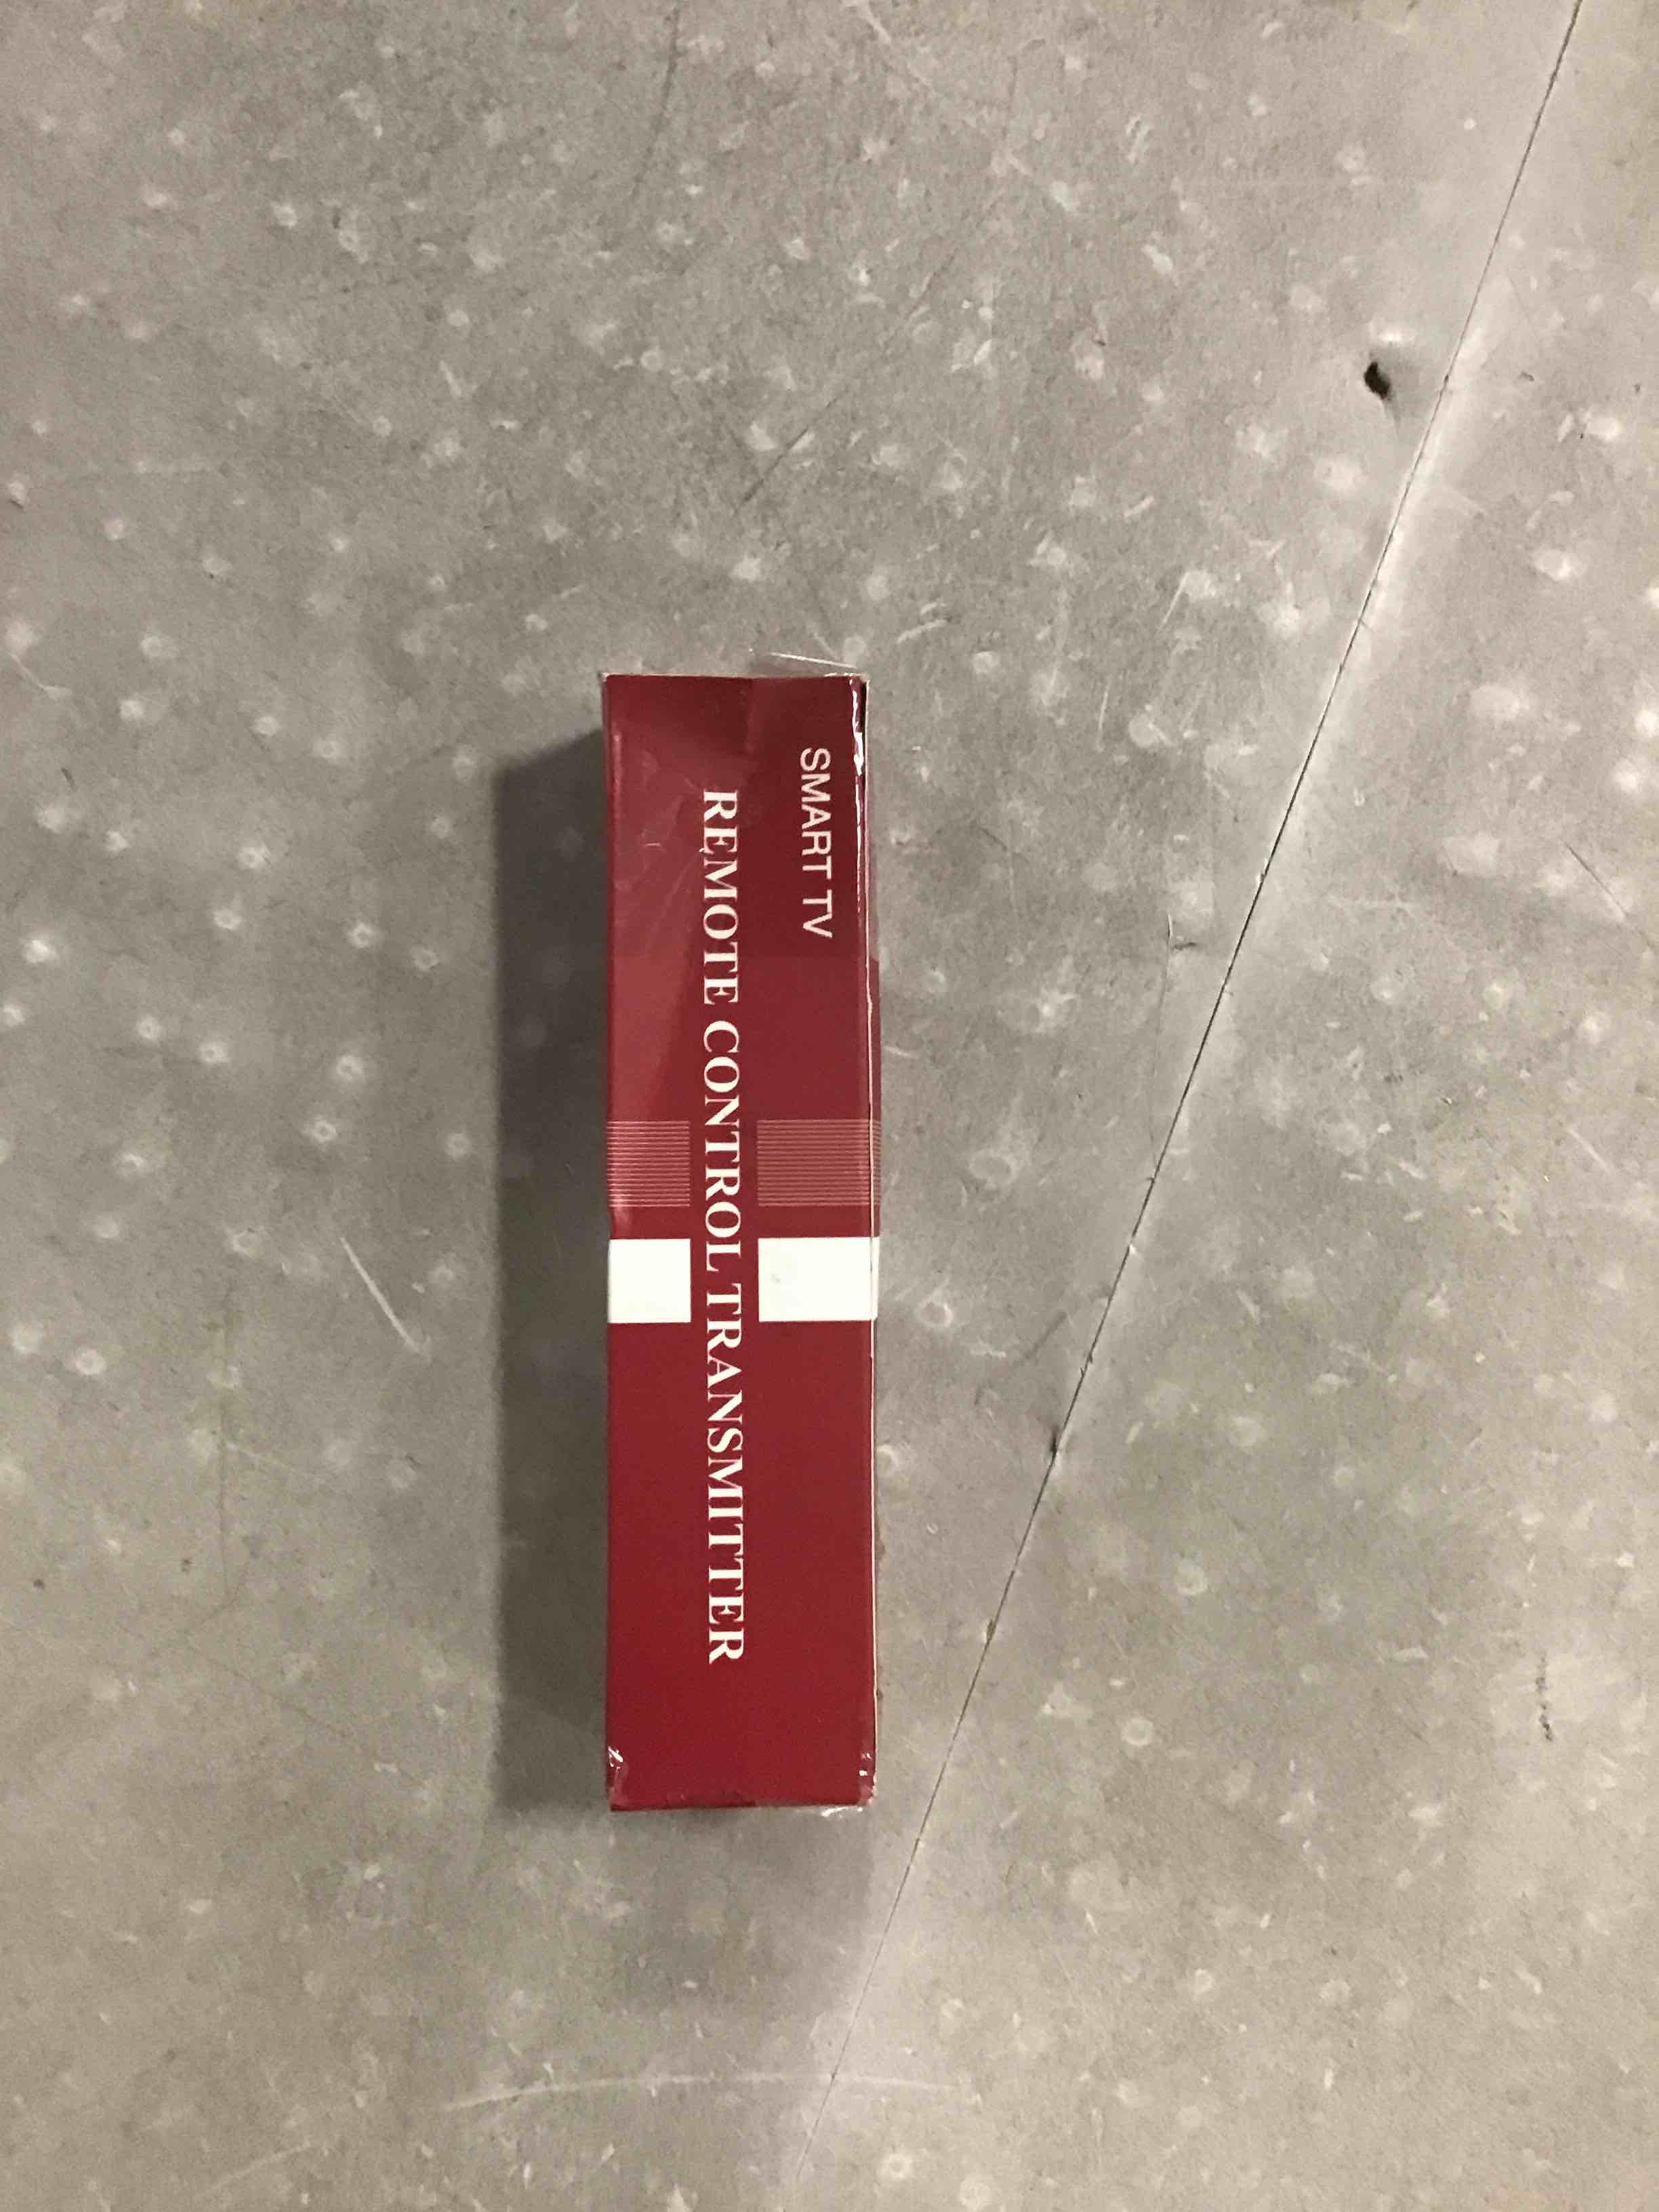 SMART TV
REMOTE CONTROL TRANSMITTER